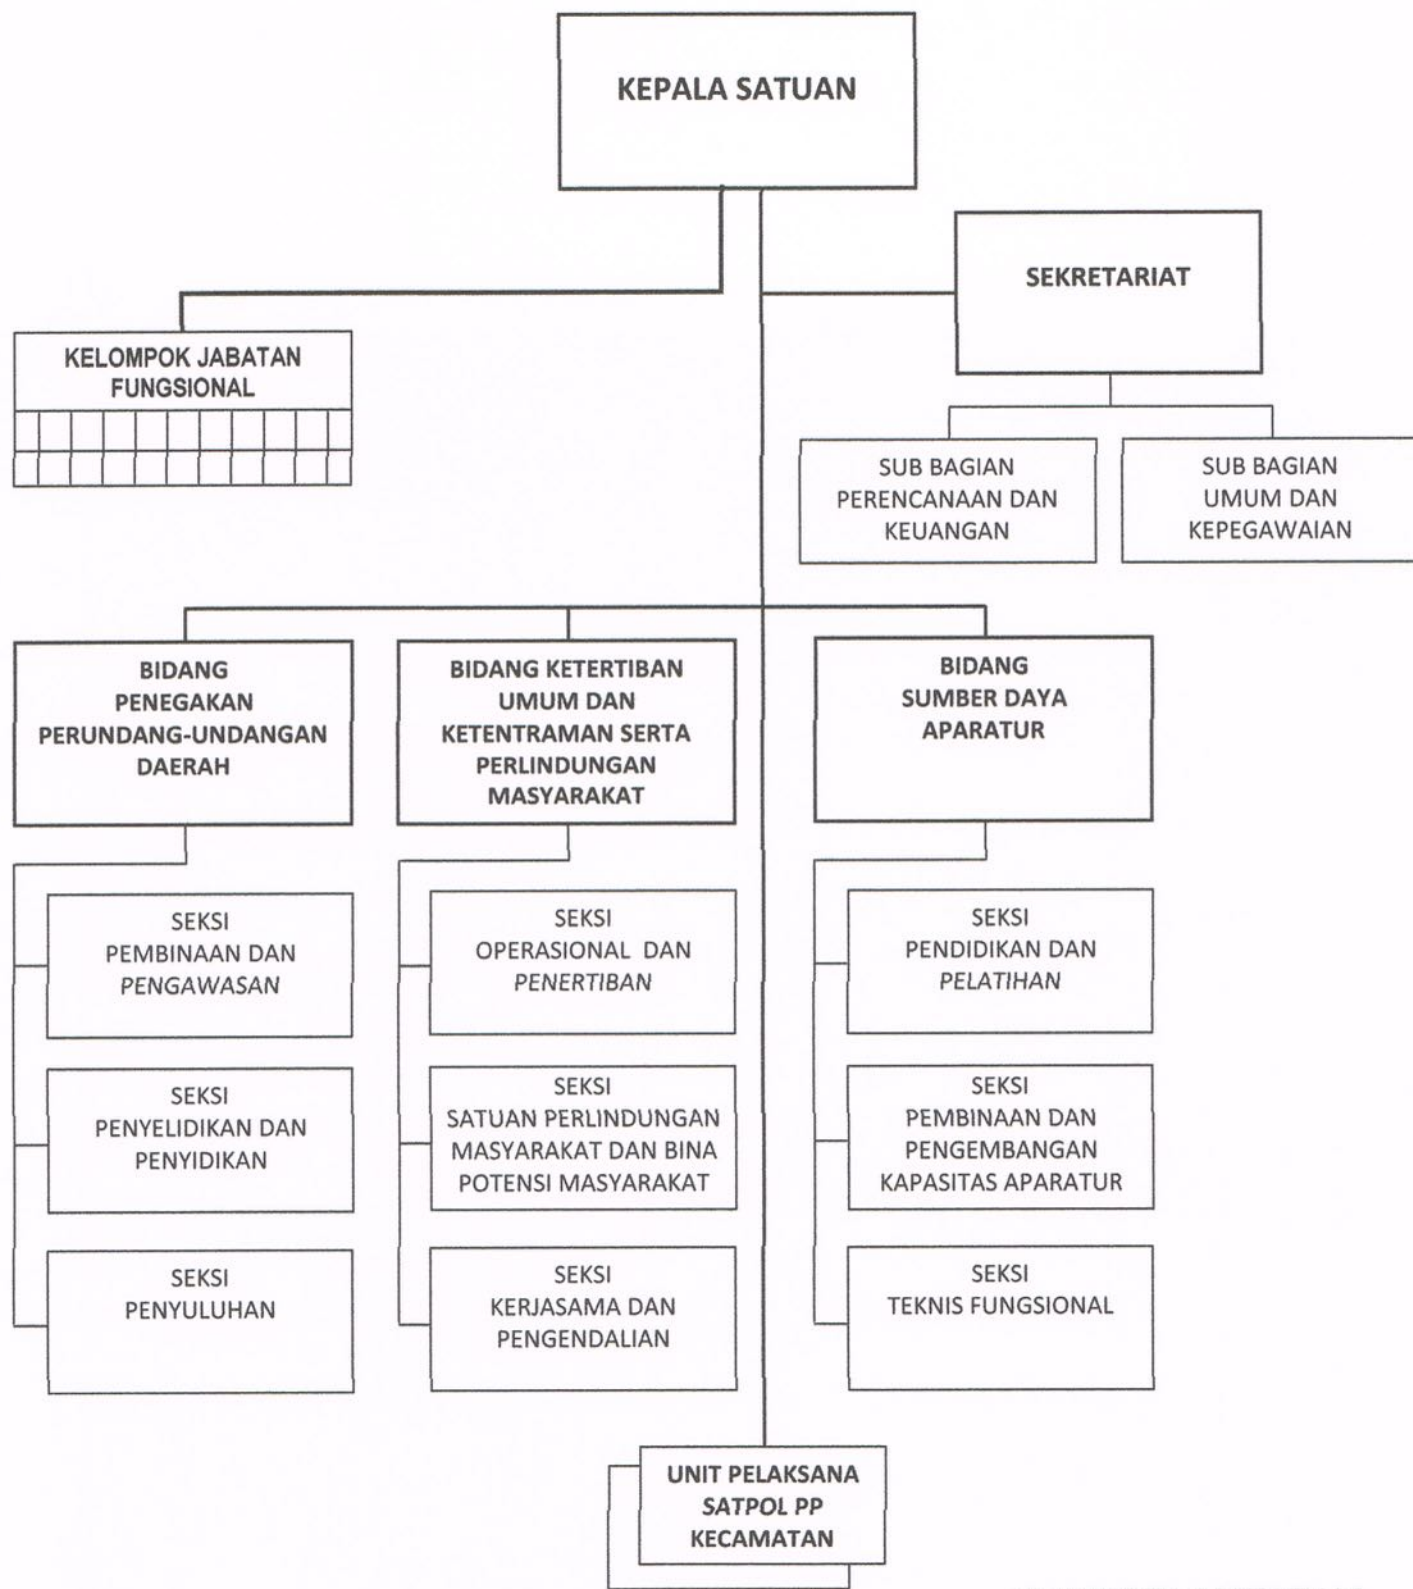 KEPALA SATUAN
SEKRETARIAT
KELOMPOK JABATAN
FUNGSIONAL
SUB BAGIAN
PERENCANAAN DAN
KEUANGAN
SUB BAGIAN
UMUM DAN
KEPEGAWAIAN
BIDANG
PENEGAKAN
PERUNDANG-UNDANGAN
DAERAH
BIDANG KETERTIBAN
UMUM DAN
KETENTRAMAN SERTA
PERLINDUNGAN
MASYARAKAT
BIDANG
SUMBER DAYA
APARATUR
SEKSI
PEMBINAAN DAN
PENGAWASAN
SEKSI
OPERASIONAL DAN
PENERTIBAN
SEKSI
PENDIDIKAN DAN
PELATIHAN
SEKSI
PENYELIDIKAN DAN
PENYIDIKAN
SEKSI
SATUAN PERLINDUNGAN
MASYARAKAT DAN BINA
POTENSI MASYARAKAT
SEKSI
PEMBINAAN DAN
PENGEMBANGAN
KAPASITAS APARATUR
SEKSI
PENYULUHAN
SEKSI
KERJASAMA DAN
PENGENDALIAN
SEKSI
TEKNIS FUNGSIONAL
UNIT PELAKSANA
SATPOL PP
KECAMATAN